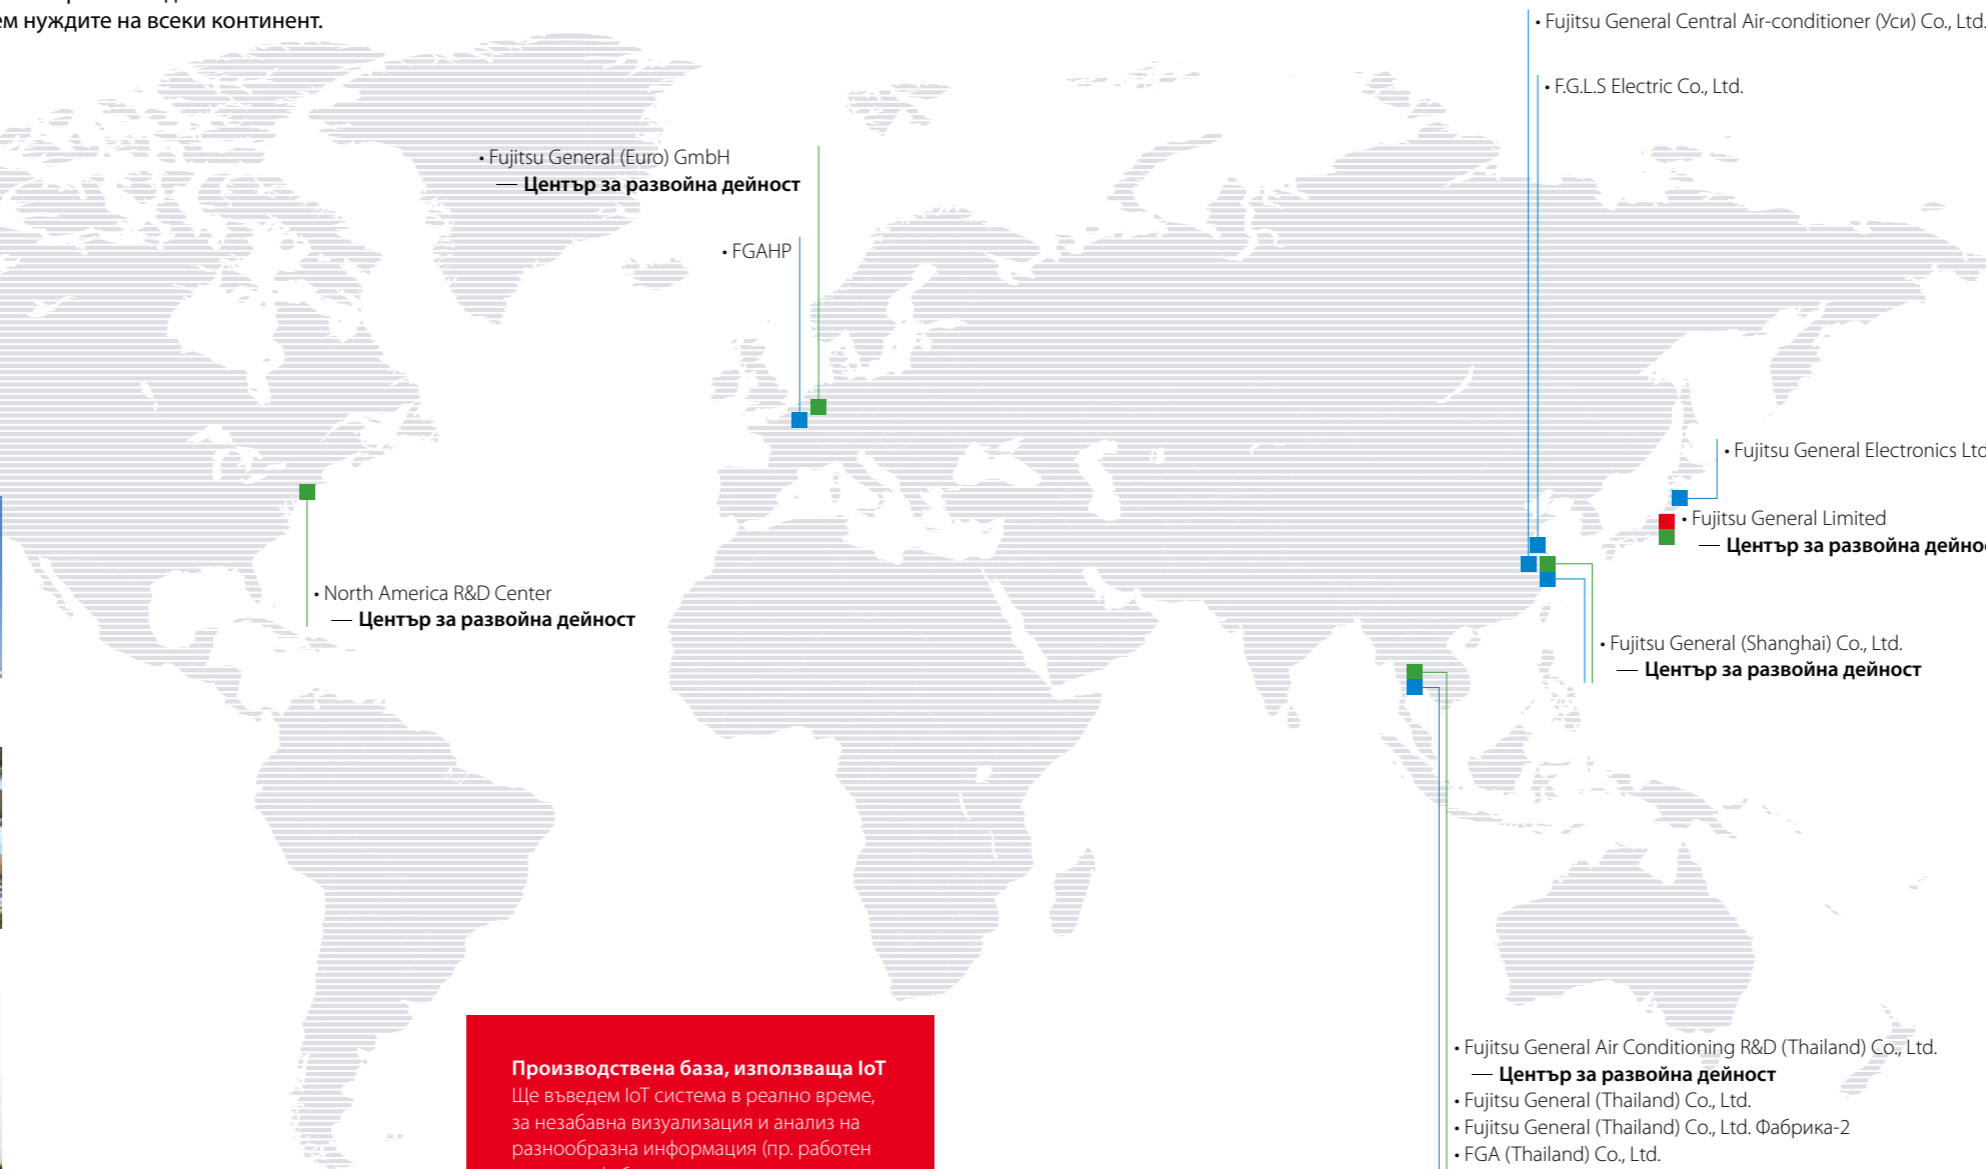 нуждите на всеки континент.
• Fujitsu General Central Air-conditioner (Уси) Co., Ltd.
• F.G.L.S Electric Co., Ltd.
• Fujitsu General (Euro) GmbH
— Център за развойна дейност
• FGAHP
• Fujitsu General Electronics Ltd
• Fujitsu General Limited
— Център за развойна
• North America R&D Center
— Център за развойна дейност
• Fujitsu General (Shanghai) Co., Ltd.
— Център за развойна дейност
Производствена база, използваща IoT
Ще въведем IoT система в реално време,
за незабавна визуализация и анализ на
разнообразна информация (пр. работен
• Fujitsu General Air Conditioning R&D (Thailand) Co., Ltd.
— Център за развойна дейност
• Fujitsu General (Thailand) Co., Ltd.
• Fujitsu General (Thailand) Co., Ltd. Фабрика-2
• FGA (Thailand) Co., Ltd.